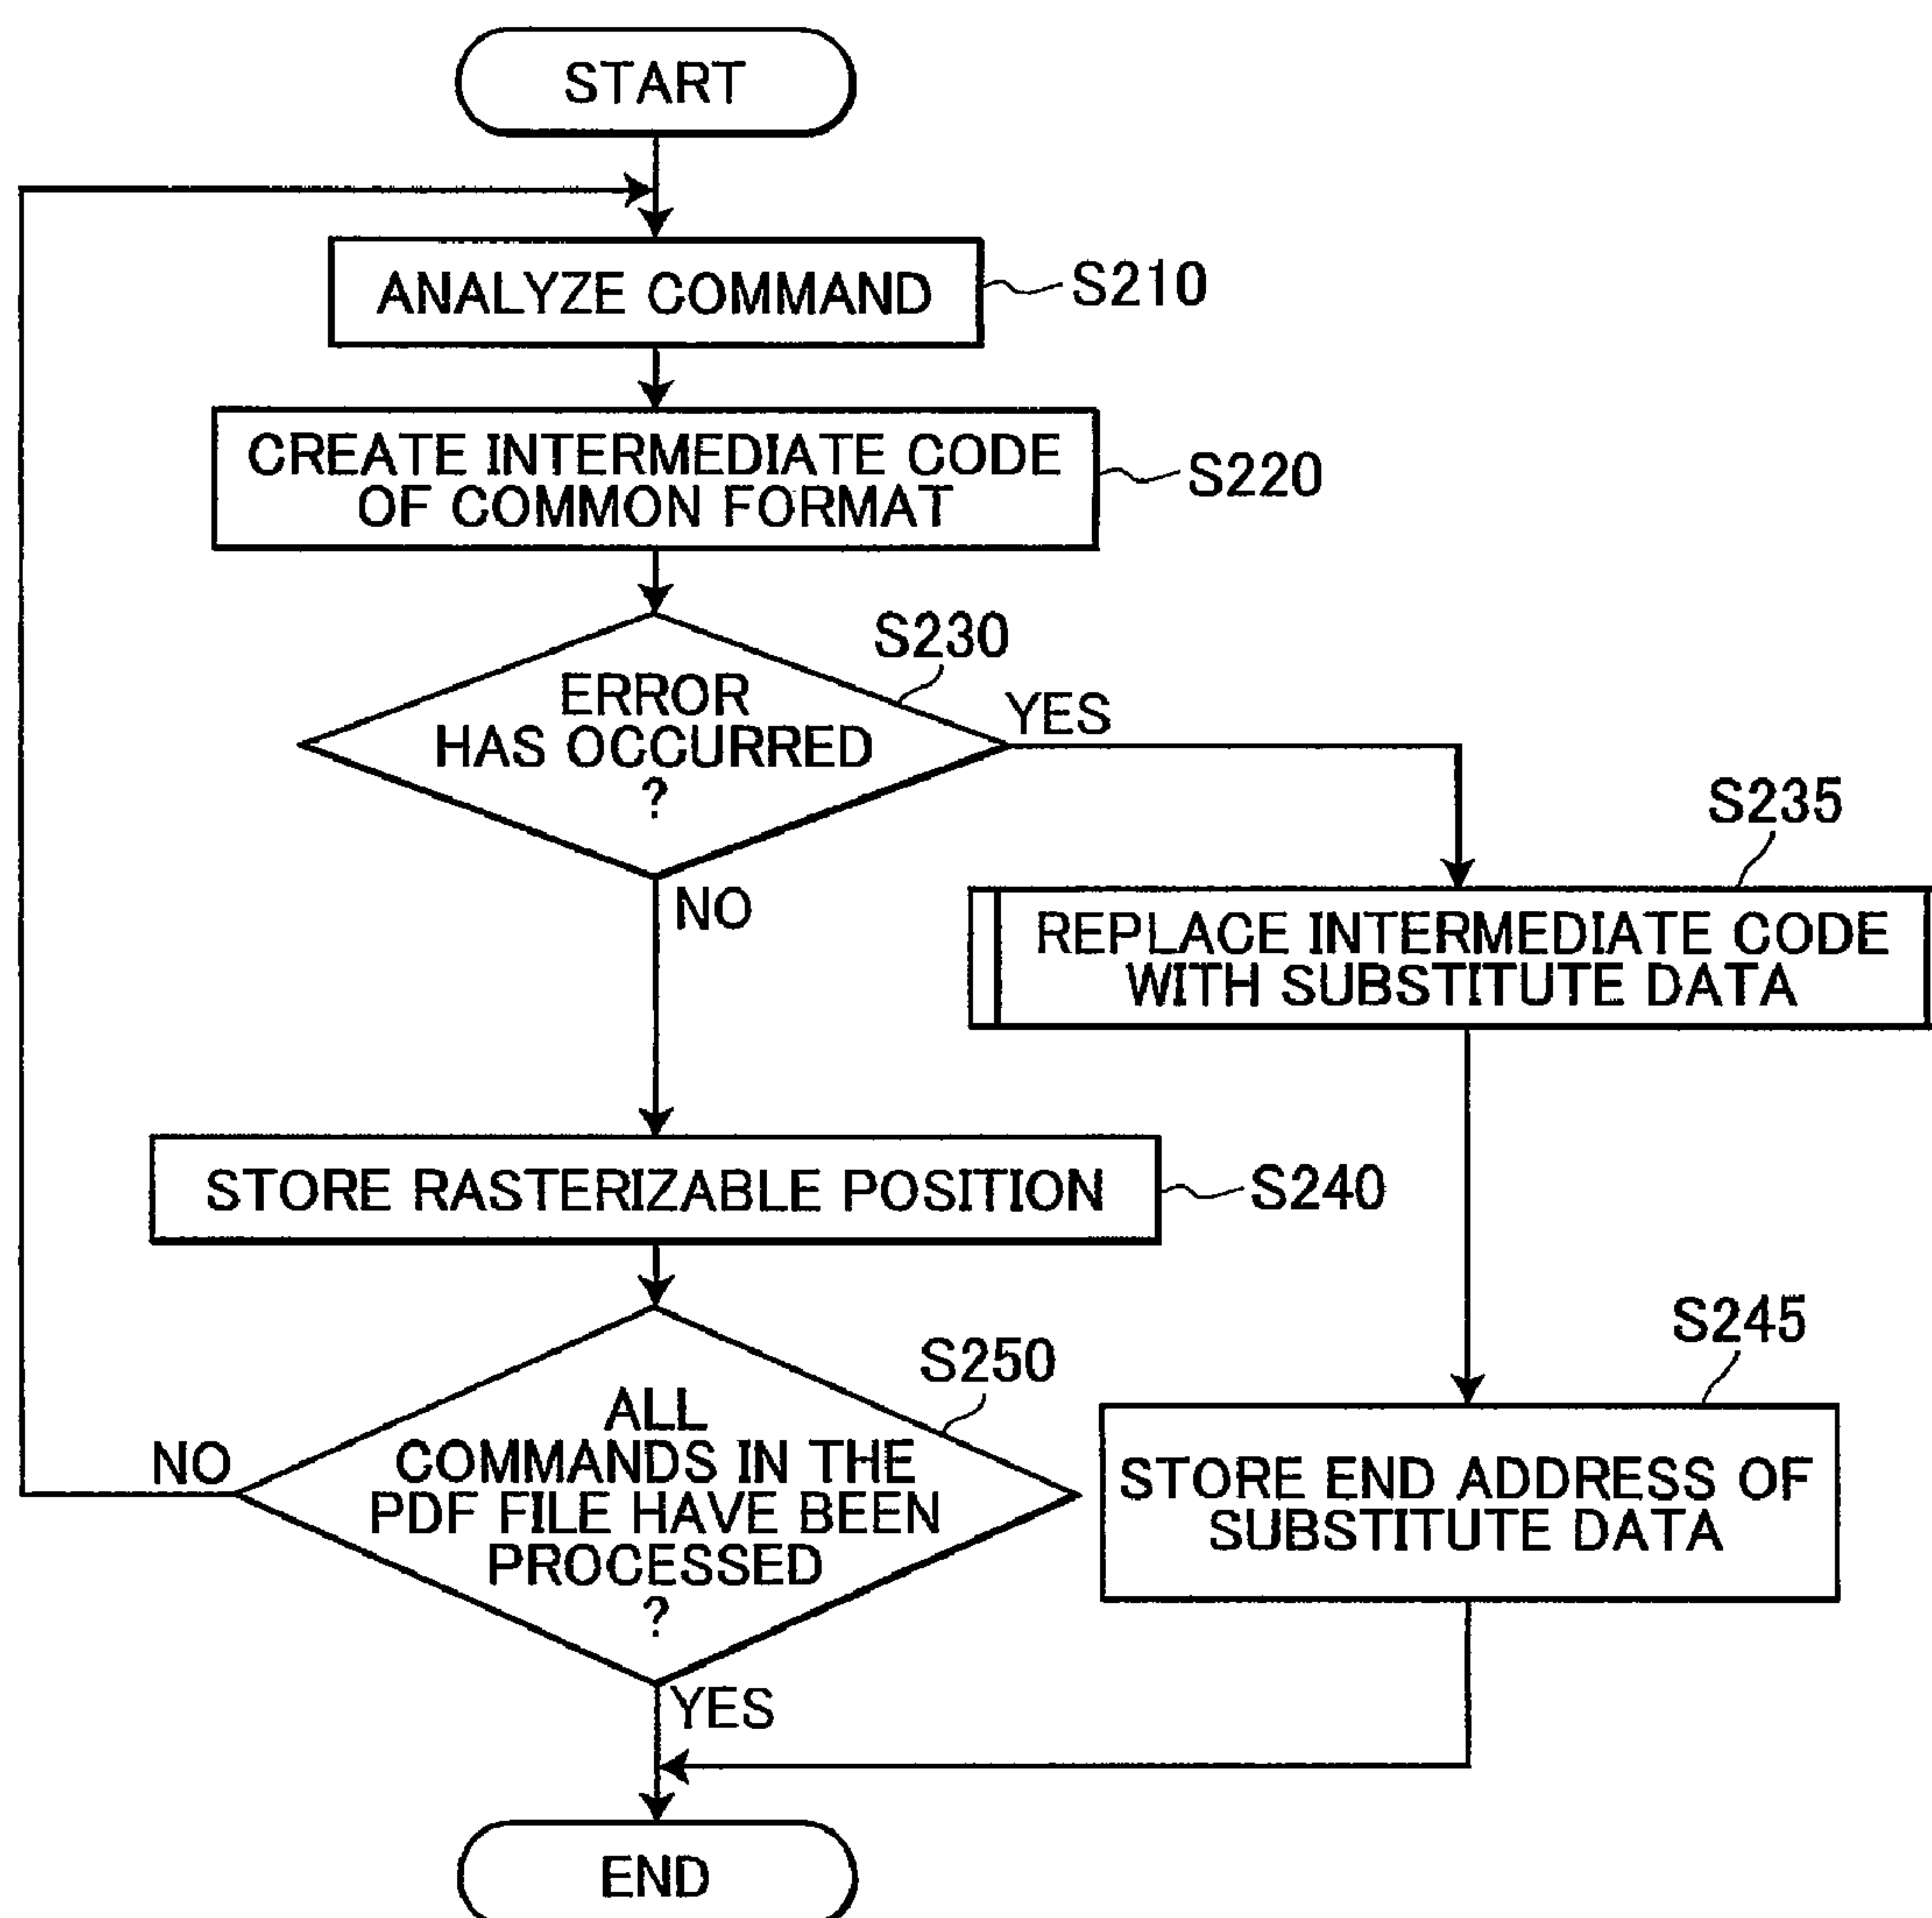 START
ANALYZE COMMAND
S210
CREATE INTERMEDIATE CODE
OF COMMON FORMAT
S220
S230
ERROR
HAS OCCURRED
?
YES
NO
S235
REPLACE INTERMEDIATE CODE
WITH SUBSTITUTE DATA
STORE RASTERIZABLE POSITION
S240
S250
ALL
COMMANDS IN THE
PDF FILE HAVE BEEN
PROCESSED
?
NO
YES
S245
STORE END ADDRESS OF
SUBSTITUTE DATA
END